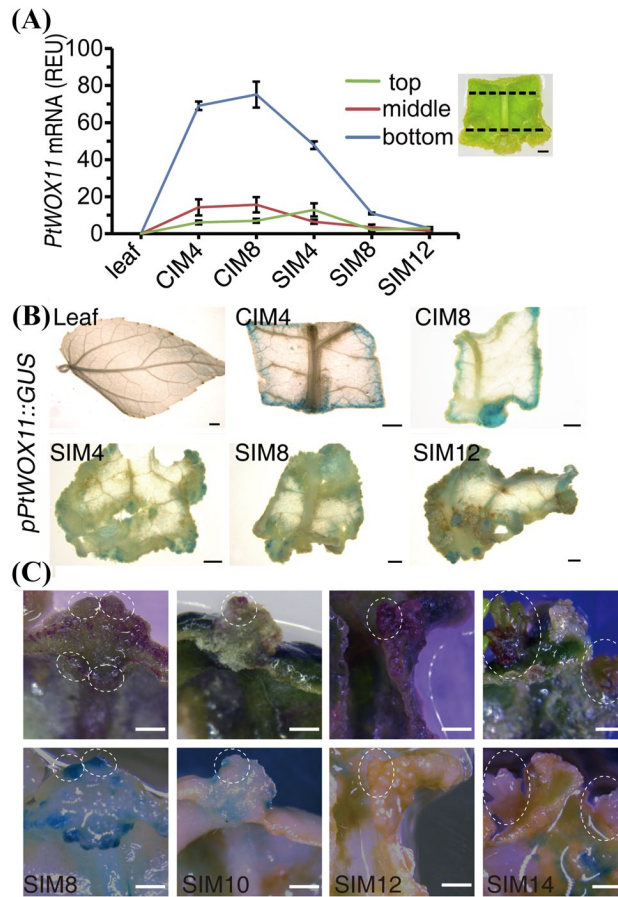 (A)
PtWOX11 mRNA (REU)
100
80
60
40
20
0
top
middle
bottom
leaf
CIM4
CIM8
SIM4
SIM8
SIM12
(B)
pPtWOX11::GUS
Leaf
CIM4
CIM8
SIM4
SIM8
SIM12
(C)
SIM8
SIM10
SIM12
SIM14